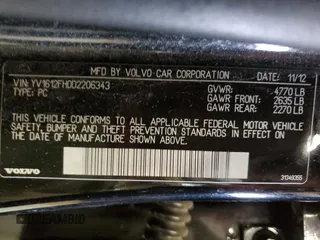 MFD BY VOLVO CAR CORPORATION DATE: 11/12
VIN: YV1612FH0D2206343 GVWR: 4770 LB
TYPE: PC GAWR FRONT: 2635 LB
GAWR REAR: 2270 LB
THIS VEHICLE CONFORMS TO ALL APPLICABLE FEDERAL MOTOR VEHICLE
SAFETY, BUMPER AND THEFT PREVENTION STANDARDS IN EFFECT
ON THE DATE OF MANUFACTURE SHOWN ABOVE.
VOLVO 31349055